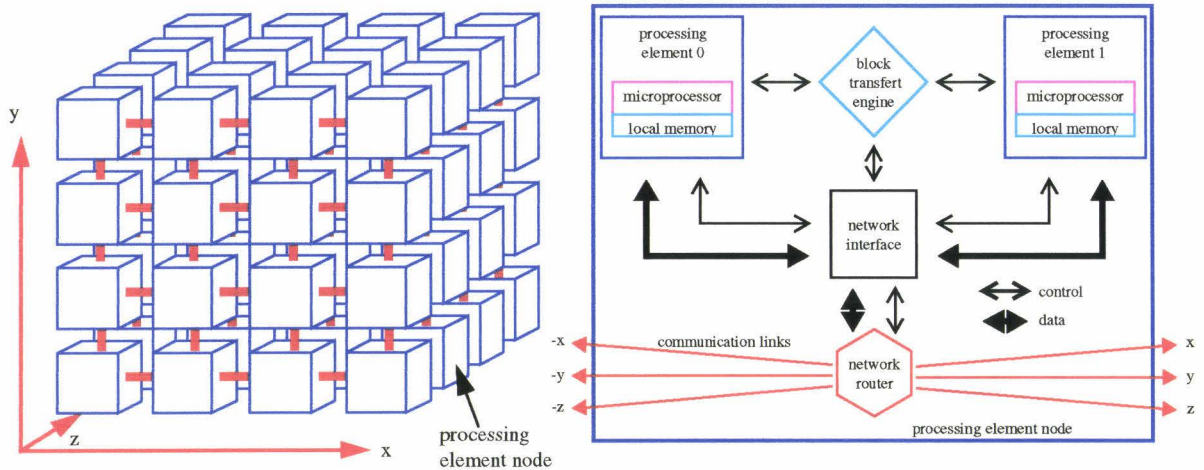 y
z
x
processing
element node
processing
element 0
microprocessor
local memory
block
transfert
engine
processing
element 1
microprocessor
local memory
network
interface
control
data
communication links
network
router
-x
-y
-z
x
y
z
processing element node